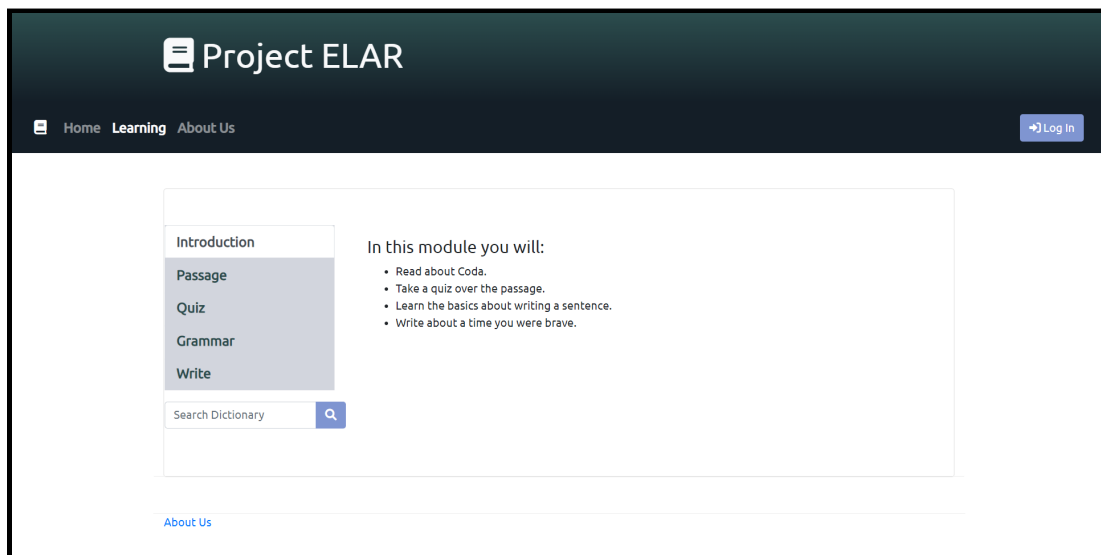 Project ELAR
Home Learning About Us
Log In
Introduction
Passage
Quiz
Grammar
Write
Search Dictionary
In this module you will:
• Read about Coda.
• Take a quiz over the passage.
• Learn the basics about writing a sentence.
• Write about a time you were brave.
About Us